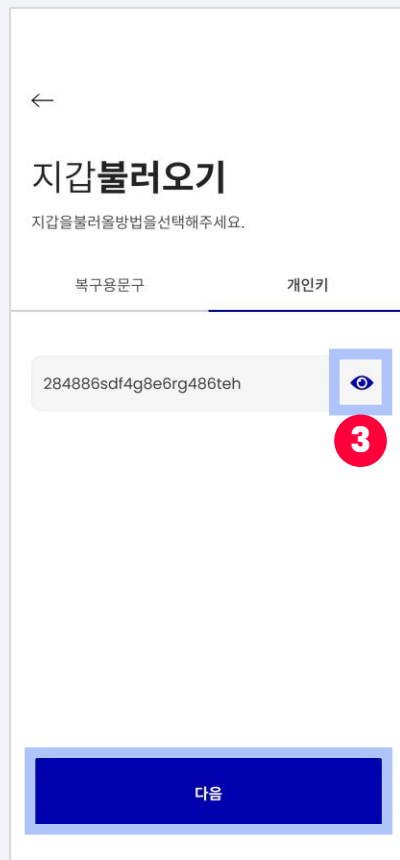 지갑불러오기
지갑을불러올방법을선택해주세요.
복구용문구 개인키
284886sdf4g8e6rg486teh
3
다음